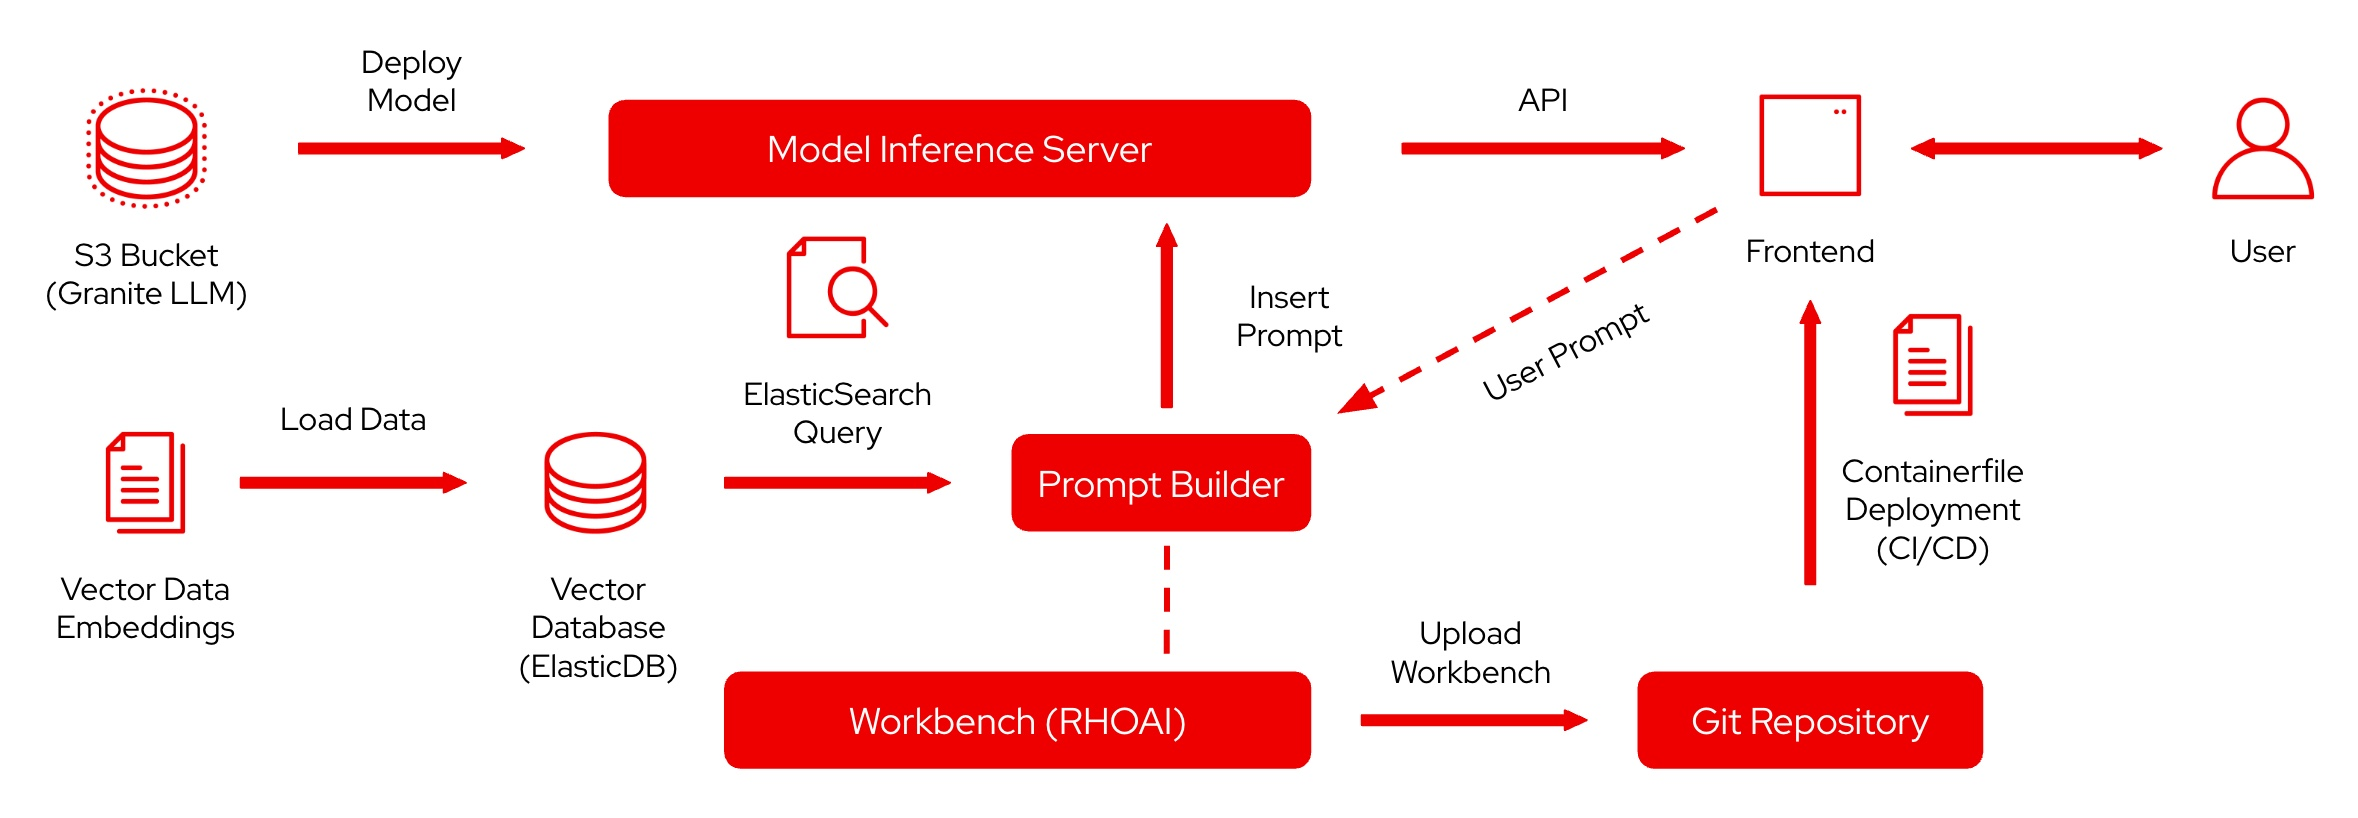 Deploy
Model
S3 Bucket
(Granite LLM)
Model Inference Server
API
Frontend
User
ElasticSearch
Query
Insert
Prompt
User Prompt
Load Data
Vector Data
Embeddings
Vector
Database
(ElasticDB)
Prompt Builder
Containerfile
Deployment
(CI/CD)
Workbench (RHOAI)
Upload
Workbench
Git Repository